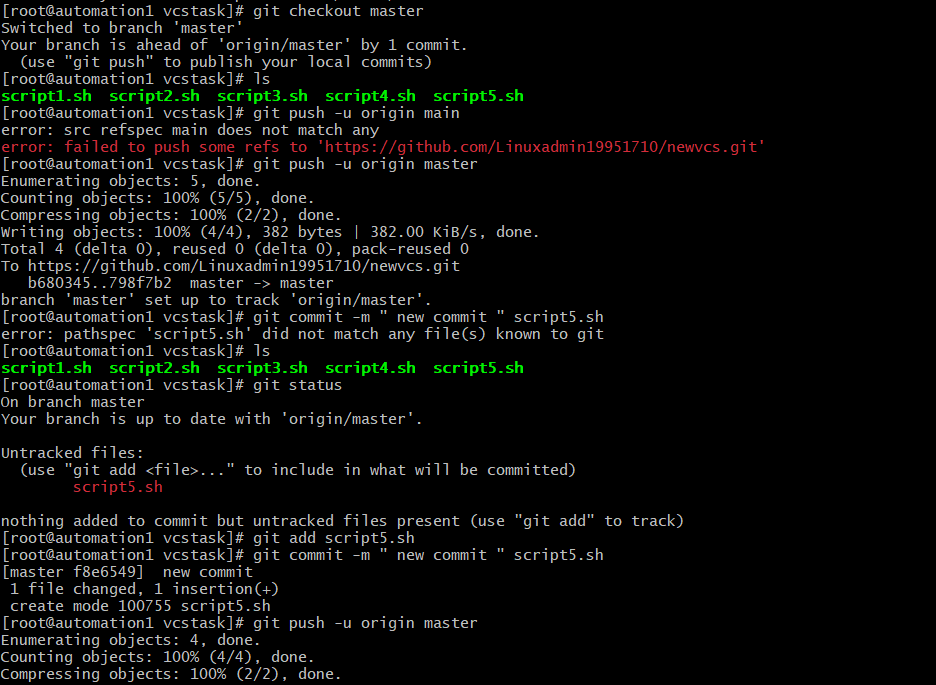 [root@automation1 vcstask]# git checkout master
Switched to branch 'master'
Your branch is ahead of 'origin/master' by 1 commit.
  (use "git push" to publish your local commits)
[root@automation1 vcstask]# ls
script1.sh  script2.sh  script3.sh  script4.sh  script5.sh
[root@automation1 vcstask]# git push -u origin main
error: src refspec main does not match any
error: failed to push some refs to 'https://github.com/Linuxadmin19951710/newvcs.git'
[root@automation1 vcstask]# git push -u origin master
Enumerating objects: 5, done.
Counting objects: 100% (5/5), done.
Compressing objects: 100% (2/2), done.
Writing objects: 100% (4/4), 382 bytes | 382.00 KiB/s, done.
Total 4 (delta 0), reused 0 (delta 0), pack-reused 0
To https://github.com/Linuxadmin19951710/newvcs.git
   b680345..798f7b2  master -> master
branch 'master' set up to track 'origin/master'.
[root@automation1 vcstask]# git commit -m " new commit " script5.sh
error: pathspec 'script5.sh' did not match any file(s) known to git
[root@automation1 vcstask]# ls
script1.sh  script2.sh  script3.sh  script4.sh  script5.sh
[root@automation1 vcstask]# git status
On branch master
Your branch is up to date with 'origin/master'.

Untracked files:
  (use "git add <file>..." to include in what will be committed)
        script5.sh

nothing added to commit but untracked files present (use "git add" to track)
[root@automation1 vcstask]# git add script5.sh
[root@automation1 vcstask]# git commit -m " new commit " script5.sh
[master f8e6549]  new commit
 1 file changed, 1 insertion(+)
 create mode 100755 script5.sh
[root@automation1 vcstask]# git push -u origin master
Enumerating objects: 4, done.
Counting objects: 100% (4/4), done.
Compressing objects: 100% (2/2), done.